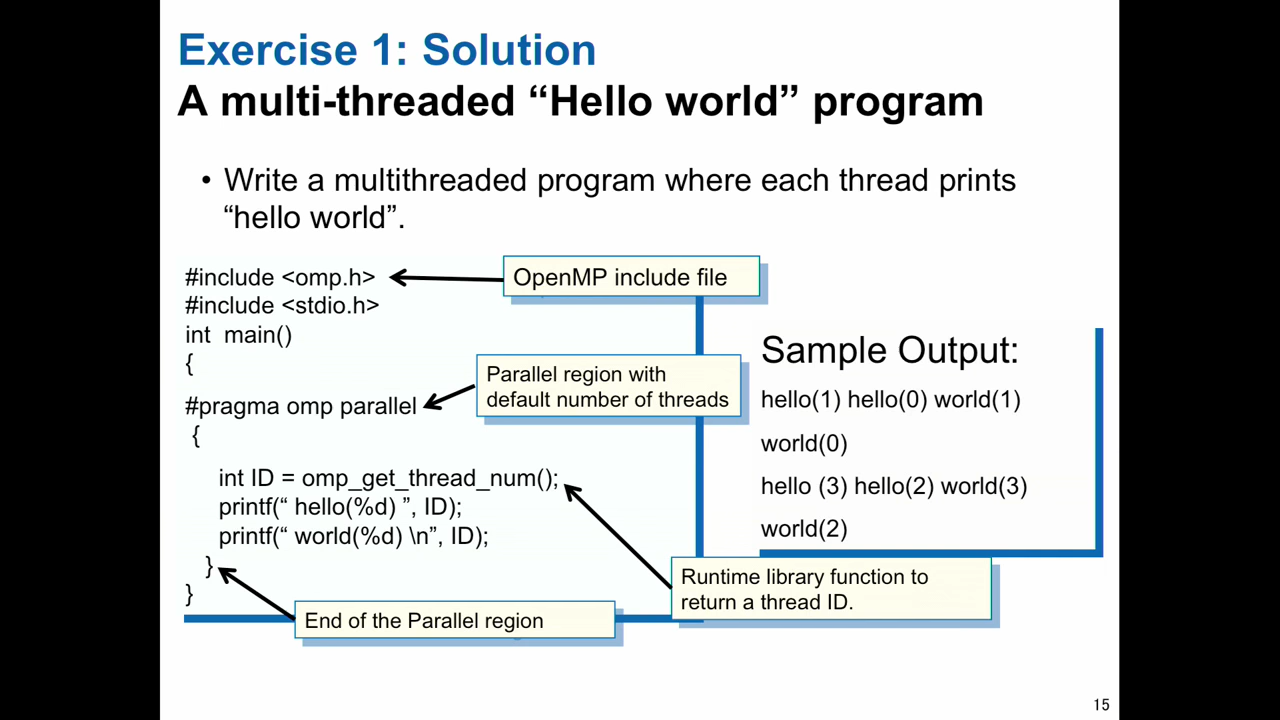 Exercise 1: Solution
A multi-threaded “Hello world” program
• Write a multithreaded program where each thread prints
“hello world”.
#include <omp.h>
#include <stdio.h>
int  main()
{
#pragma omp parallel
{
int ID = omp_get_thread_num();
printf(“ hello(%d) ”, ID);
printf(“ world(%d) \n”, ID);
}
}
OpenMP include file
Parallel region with
default number of threads
Runtime library function to
return a thread ID.
End of the Parallel region
Sample Output:
hello(1) hello(0) world(1)
world(0)
hello (3) hello(2) world(3)
world(2)
15